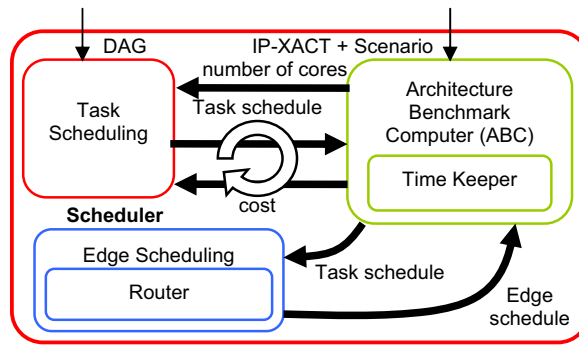 DAG
IP-XACT + Scenario
number of cores
Task
Scheduling
Task schedule
Architecture
Benchmark
Computer (ABC)
Time Keeper
cost
Scheduler
Edge Scheduling
Router
Task schedule
Edge
schedule